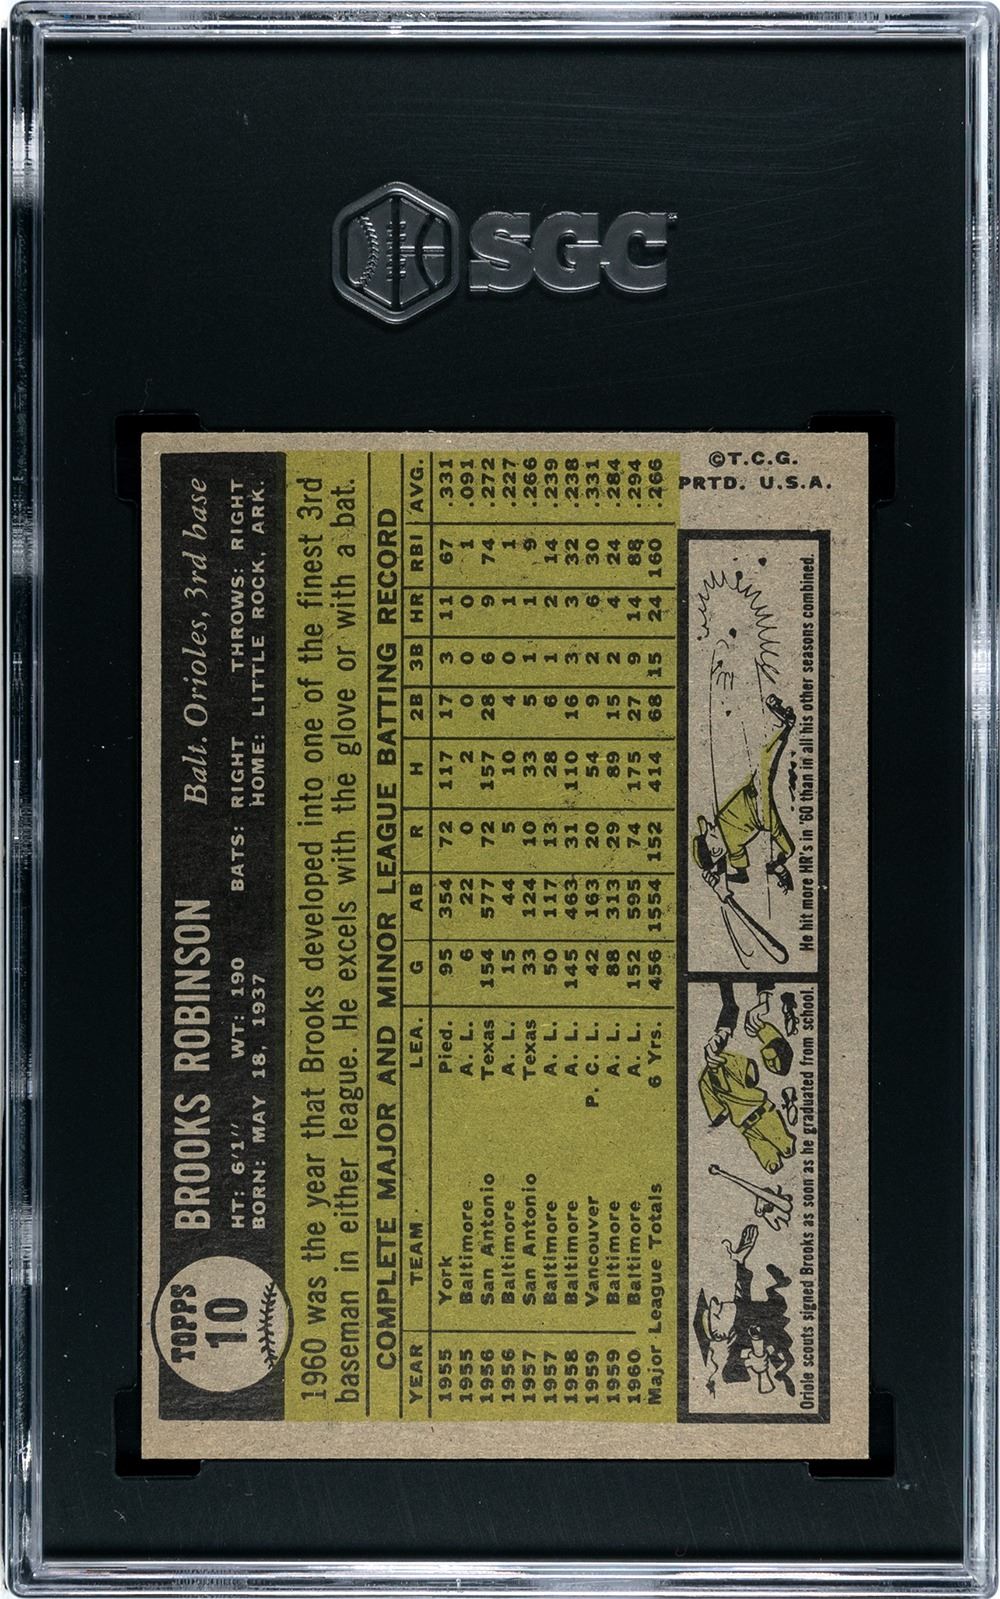 SGC
TOPPS
10
BROOKS ROBINSON
Balt. Orioles, 3rd base
HT: 6'1'' WT: 190 BATS: RIGHT THROWS: RIGHT
BORN: MAY 18, 1937 HOME: LITTLE ROCK, ARK.
1960 was the year that Brooks developed into one of the finest 3rd
baseman in either league. He excels with the glove or with a bat.
COMPLETE MAJOR AND MINOR LEAGUE BATTING RECORD
YEAR TEAM LEA. G AB R H 2B 3B HR RBI AVG.
1955 York Pied. 95 354 72 117 17 3 11 67 .331
1955 Baltimore A. L. 6 22 0 2 0 0 0 1 .091
1956 San Antonio Texas 154 577 72 157 28 6 9 74 .272
1956 Baltimore A. L. 15 44 5 10 4 0 1 1 .227
1957 San Antonio Texas 33 124 10 33 5 1 1 9 .266
1957 Baltimore A. L. 50 117 13 28 6 1 2 14 .239
1958 Baltimore A. L. 145 463 31 110 16 3 3 32 .238
1959 Vancouver P. C. L. 42 163 20 54 9 2 6 30 .331
1959 Baltimore A. L. 88 313 29 89 15 2 4 24 .284
1960 Baltimore A. L. 152 595 74 175 27 9 14 88 .294
Major League Totals 6 Yrs. 456 1554 152 414 68 15 24 160 .266
©T.C.G.
PRTD. U.S.A.
Oriole scouts signed Brooks as soon as he graduated from school.
He hit more HR's in '60 than in all his other seasons combined.